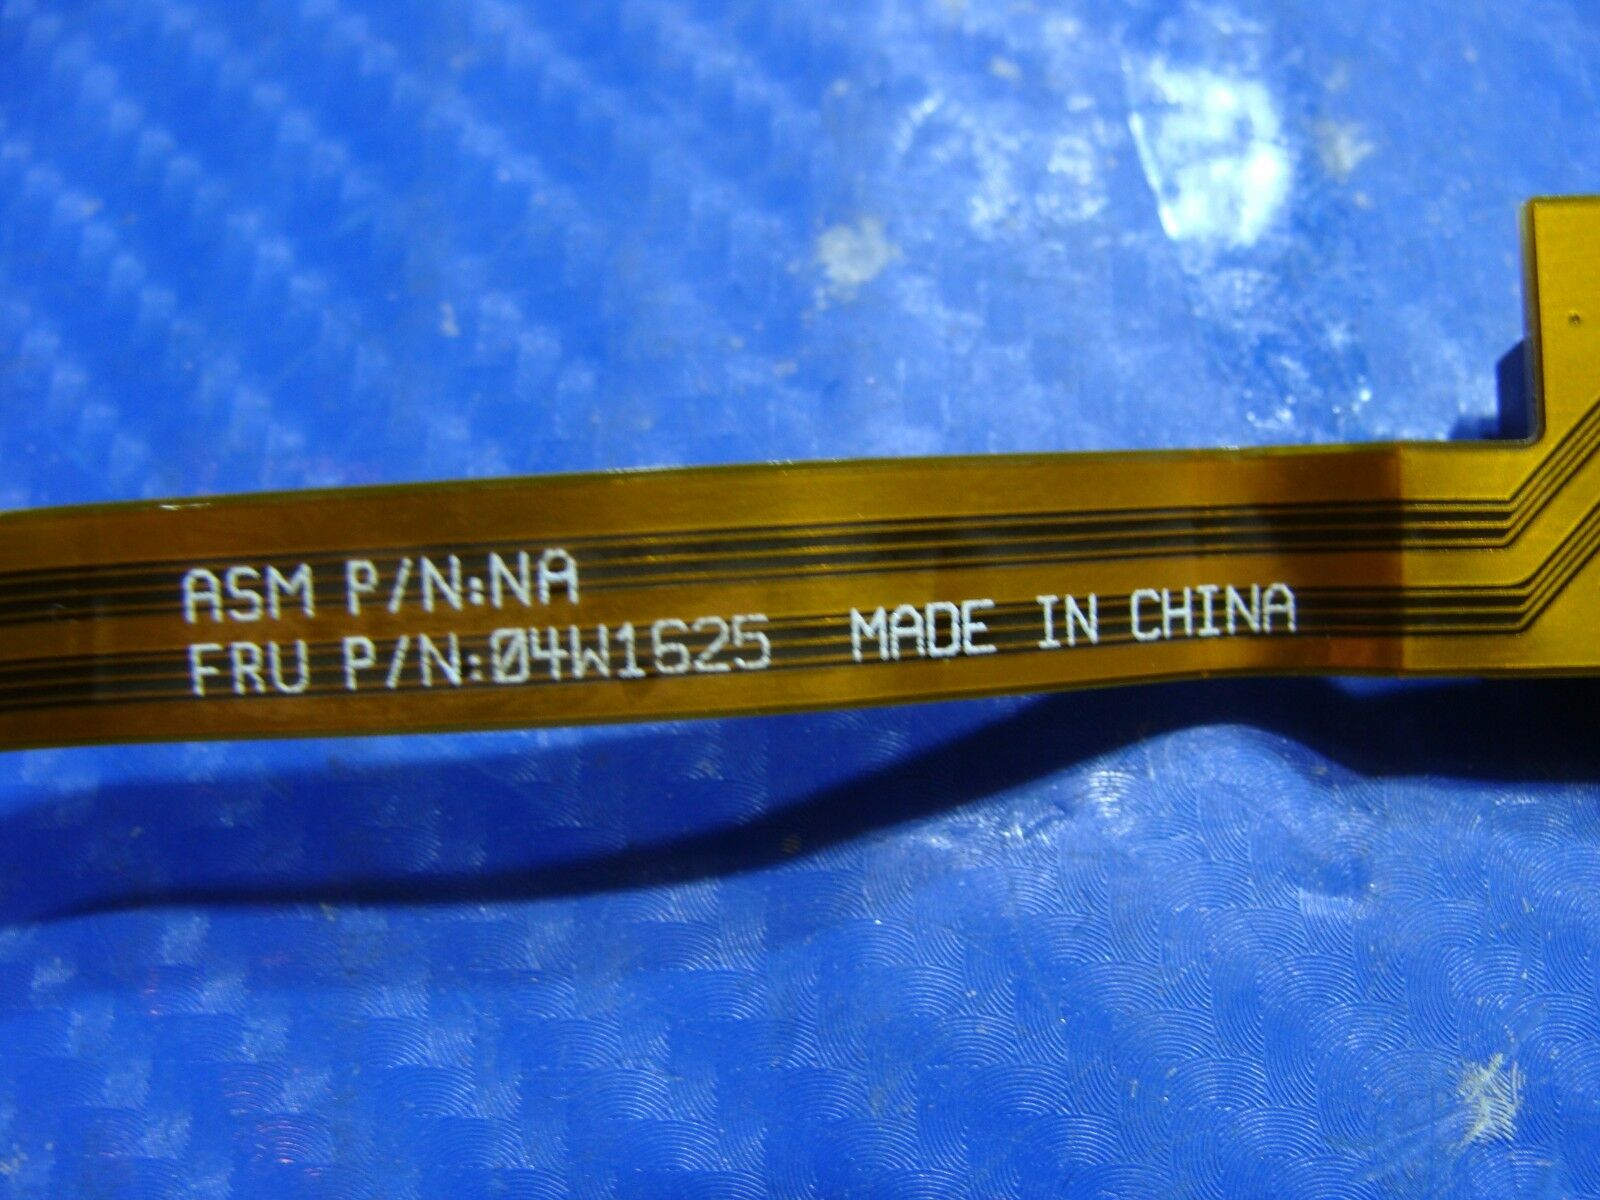 ASM P/N:NA
FRU P/N:04W1625 MADE IN CHINA